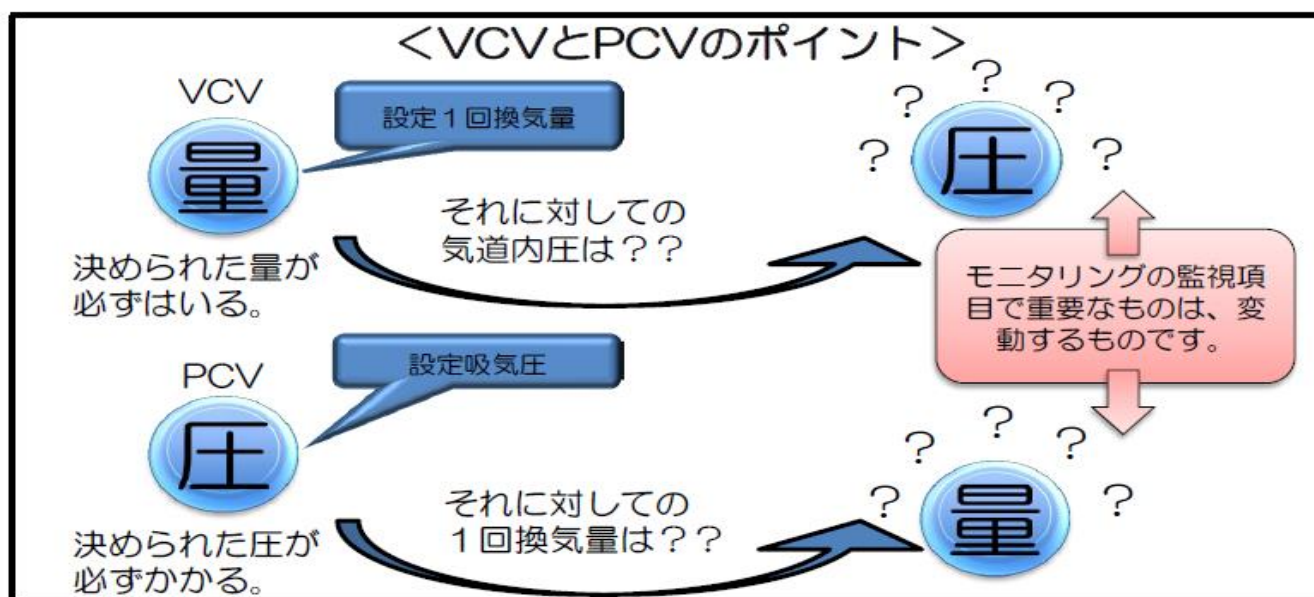 ＜VCVとPCVのポイント＞
VCV
量
設定１回換気量
決められた量が
必ずはいる。
それに対しての
気道内圧は？？
？
？
？
？
？
圧
モニタリングの監視項
目で重要なものは、変
動するものです。
PCV
圧
設定吸気圧
決められた圧が
必ずかかる。
それに対しての
１回換気量は？？
？
？
？
？
？
量